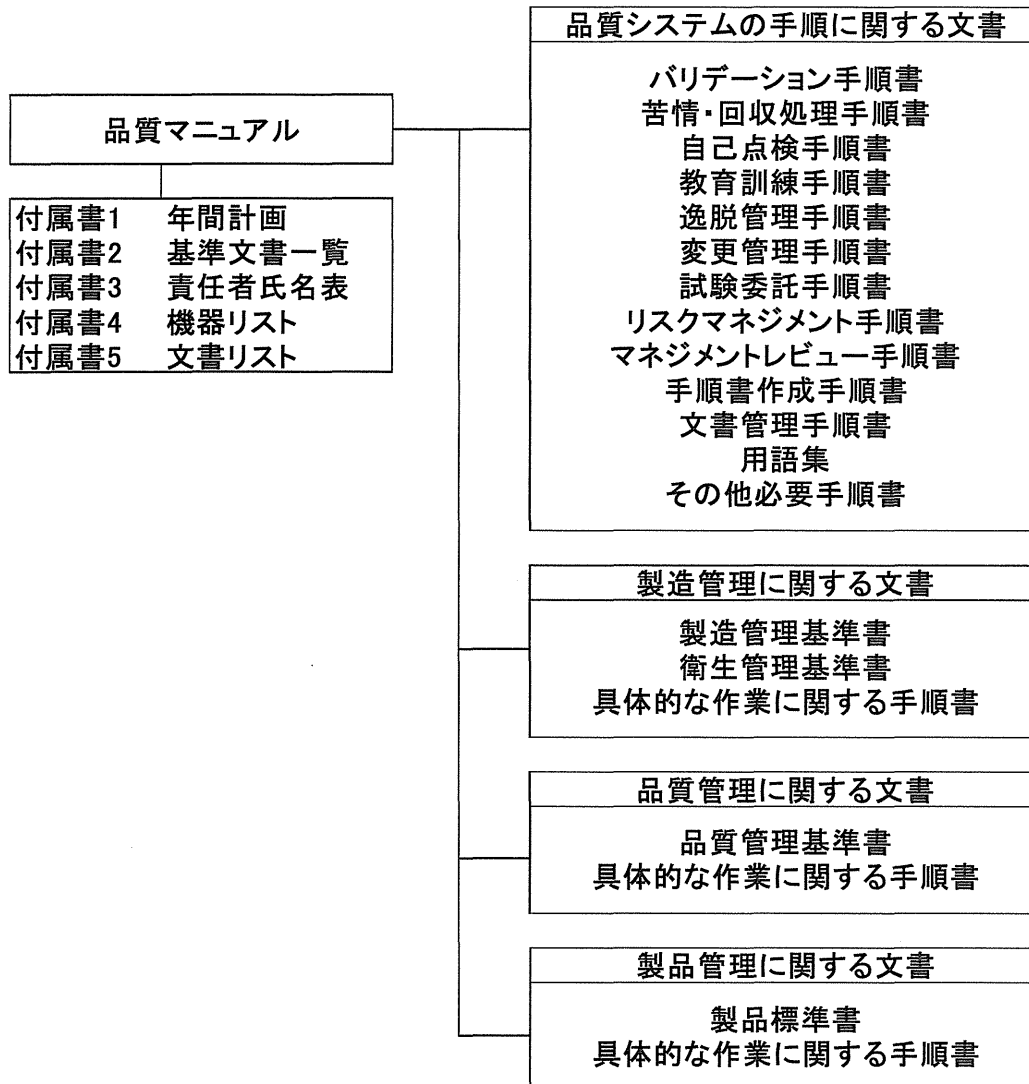 品質マニュアル
付属書1 年間計画
付属書2 基準文書一覧
付属書3 責任者氏名表
付属書4 機器リスト
付属書5 文書リスト
品質システムの手順に関する文書
バリデーション手順書
苦情・回収処理手順書
自己点検手順書
教育訓練手順書
逸脱管理手順書
変更管理手順書
試験委託手順書
リスクマネジメント手順書
マネジメントレビュー手順書
手順書作成手順書
文書管理手順書
用語集
その他必要手順書
製造管理に関する文書
製造管理基準書
衛生管理基準書
具体的な作業に関する手順書
品質管理に関する文書
品質管理基準書
具体的な作業に関する手順書
製品管理に関する文書
製品標準書
具体的な作業に関する手順書